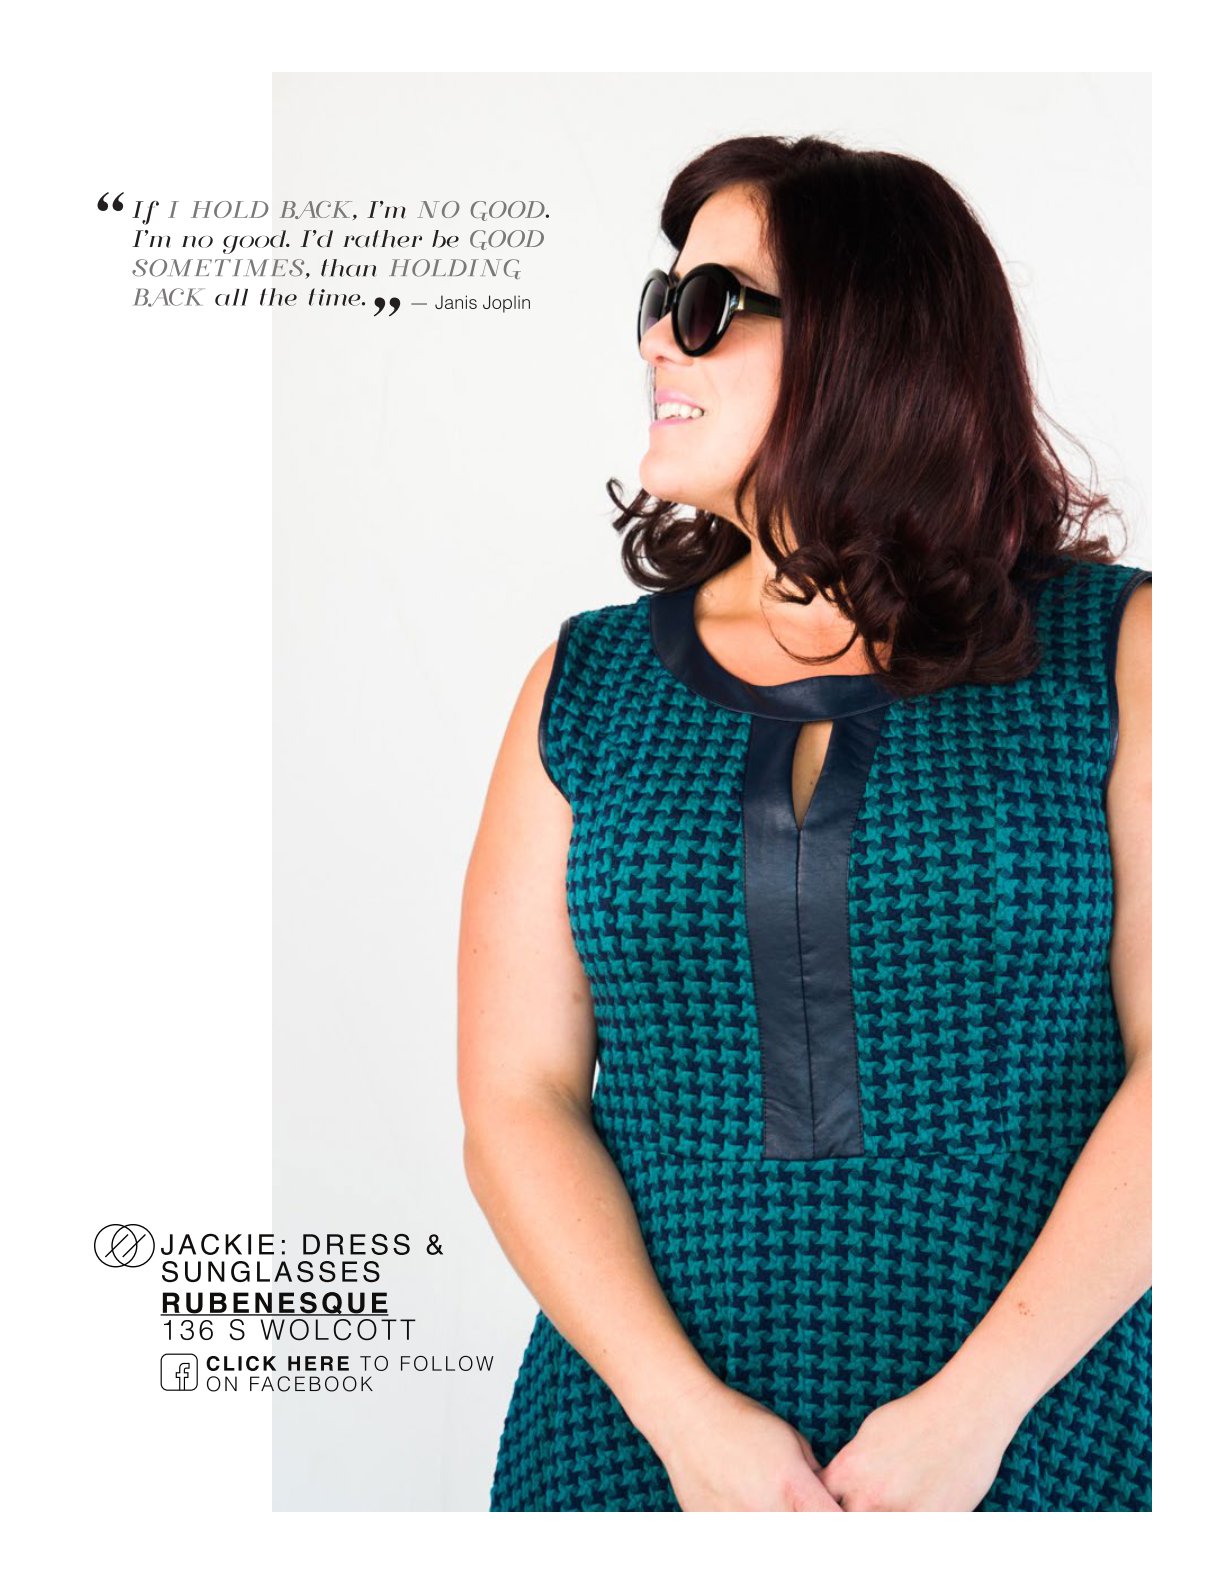 “If I HOLD BACK, I’m NO GOOD.
I’m no good. I’d rather be GOOD
SOMETIMES, than HOLDING
BACK all the time.” — Janis Joplin
JACKIE: DRESS &
SUNGLASSES
RUBENESQUE
136 S WOLCOTT
CLICK HERE TO FOLLOW
ON FACEBOOK